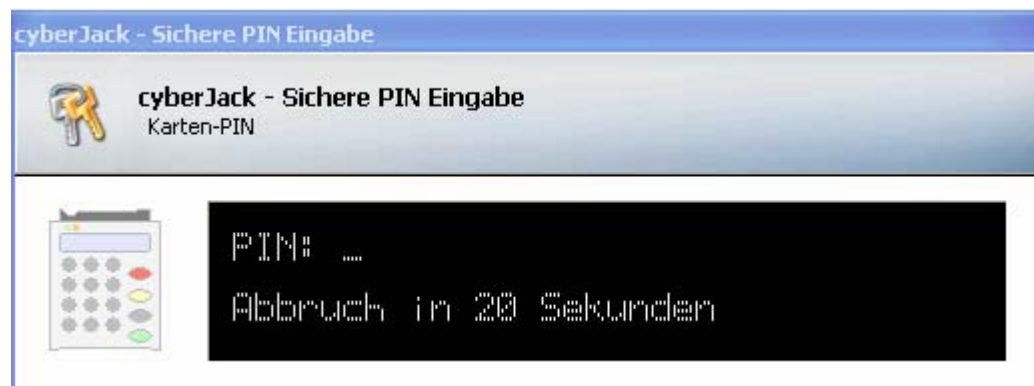 cyberJack - Sichere PIN Eingabe
cyberJack - Sichere PIN Eingabe
Karten-PIN
PIN: _
Abbruch in 20 Sekunden